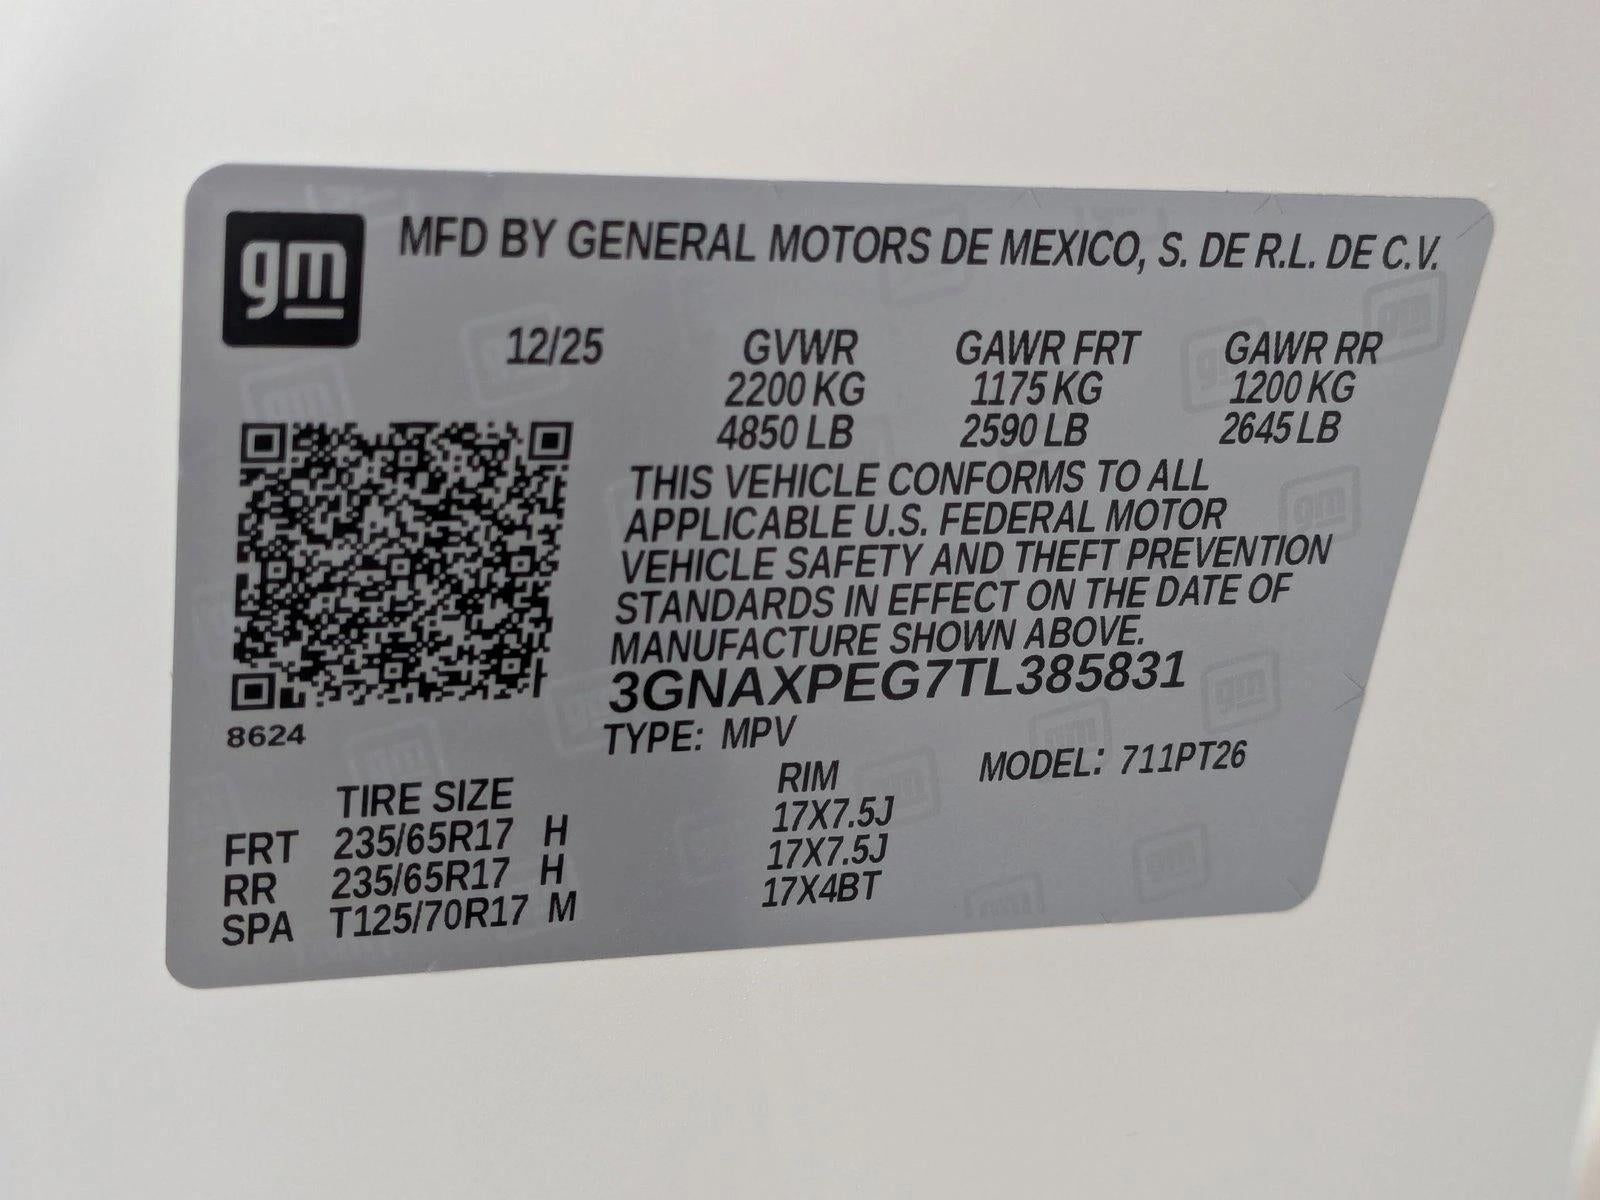 gm
MFD BY GENERAL MOTORS DE MEXICO, S. DE R.L. DE C.V.
12/25 GVWR GAWR FRT GAWR RR
2200 KG 1175 KG 1200 KG
4850 LB 2590 LB 2645 LB
THIS VEHICLE CONFORMS TO ALL
APPLICABLE U.S. FEDERAL MOTOR
VEHICLE SAFETY AND THEFT PREVENTION
STANDARDS IN EFFECT ON THE DATE OF
MANUFACTURE SHOWN ABOVE.
3GNAXPEG7TL385831
8624
TYPE: MPV
MODEL: 711PT26
TIRE SIZE RIM
FRT 235/65R17 H 17X7.5J
RR 235/65R17 H 17X7.5J
SPA T125/70R17 M 17X4BT